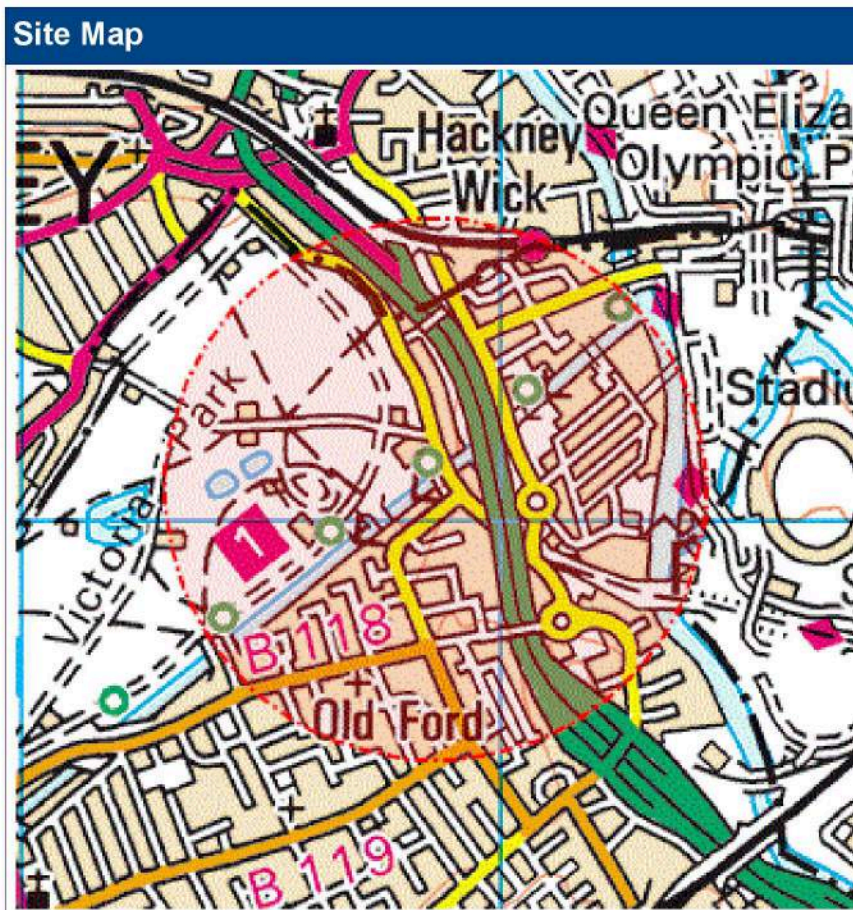 Site Map
Queen Eliza
Hackney
Olympic P
Wick
Y
Stadiu
Victoria Park
1
B 118
Old Ford
B 119